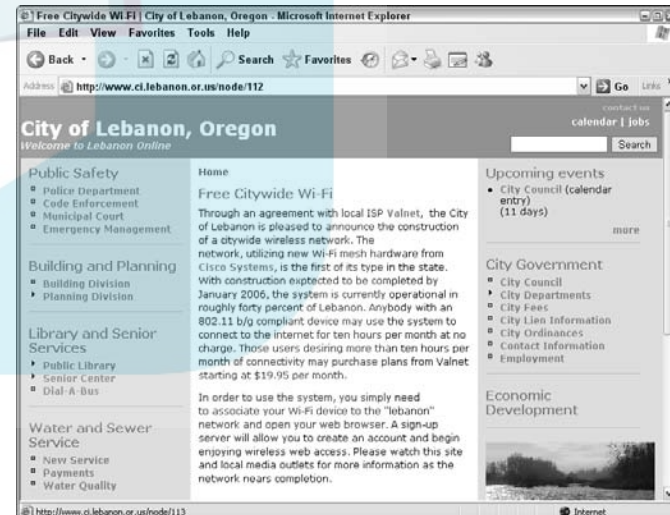 Free Citywide Wi-Fi | City of Lebanon, Oregon - Microsoft Internet Explorer
File Edit View Favorites Tools Help
Back Search Favorites
Address http://www.ci.lebanon.or.us/node/112 Go Links
contact us
calendar | jobs
City of Lebanon, Oregon
Welcome to Lebanon Online
Search
Public Safety
Police Department
Code Enforcement
Municipal Court
Emergency Management
Building and Planning
Building Division
Planning Division
Library and Senior
Services
Public Library
Senior Center
Dial-A-Bus
Water and Sewer
Service
New Service
Payments
Water Quality
Home
Free Citywide Wi-Fi
Through an agreement with local ISP Valnet, the City
of Lebanon is pleased to announce the construction
of a citywide wireless network. The
network, utilizing new Wi-Fi mesh hardware from
Cisco Systems, is the first of its type in the state.
With construction exptected to be completed by
January 2006, the system is currently operational in
roughly forty percent of Lebanon. Anybody with an
802.11 b/g compliant device may use the system to
connect to the internet for ten hours per month at no
charge. Those users desiring more than ten hours per
month of connectivity may purchase plans from Valnet
starting at $19.95 per month.
In order to use the system, you simply need
to associate your Wi-Fi device to the "lebanon"
network and open your web browser. A sign-up
server will allow you to create an account and begin
enjoying wireless web access. Please watch this site
and local media outlets for more information as the
network nears completion.
Upcoming events
City Council (calendar
entry)
(11 days)
more
City Government
City Council
City Departments
City Fees
City Lien Information
City Ordinances
Contact Information
Employment
Economic
Development
http://www.ci.lebanon.or.us/node/113 Internet